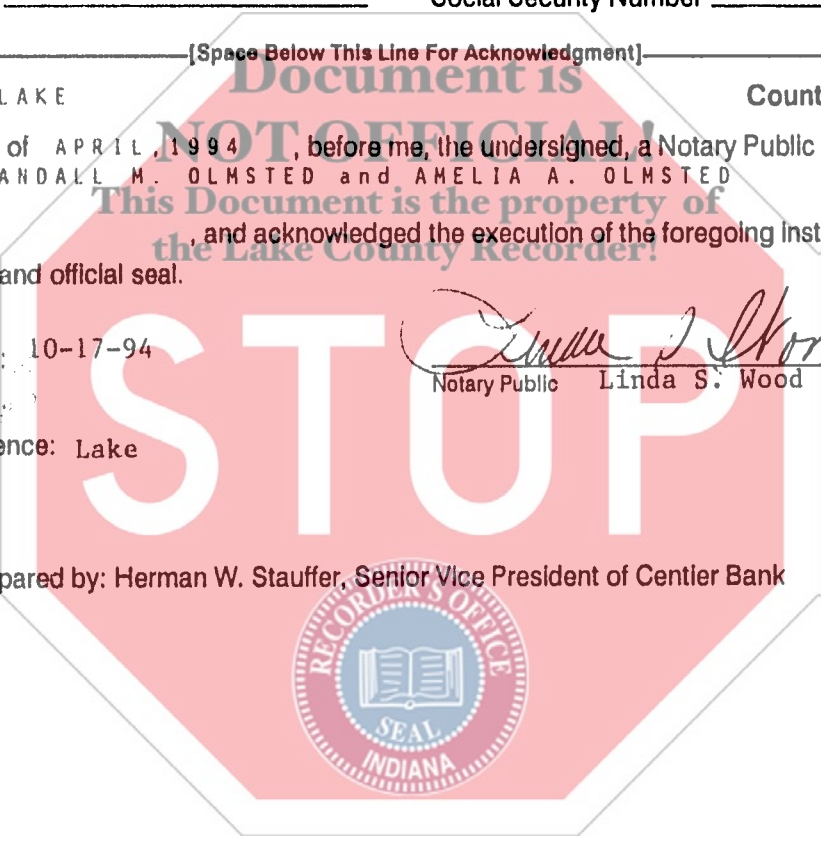 Social Security Number
[Space Below This Line For Acknowledgment]
Document is
LAKE
Count
NOT OFFICIAL!
of APRIL, 1994 , before me, the undersigned, a Notary Public
ANDALL M. OLMSTED and AMELIA A. OLMSTED
This Document is the property of
, and acknowledged the execution of the foregoing inst
the Lake County Recorder!
and official seal.
: 10-17-94
Notary Public Linda S. Wood
ence: Lake
STOP
pared by: Herman W. Stauffer, Senior Vice President of Centier Bank
RECORDER'S OFFICE
SEAL
INDIANA